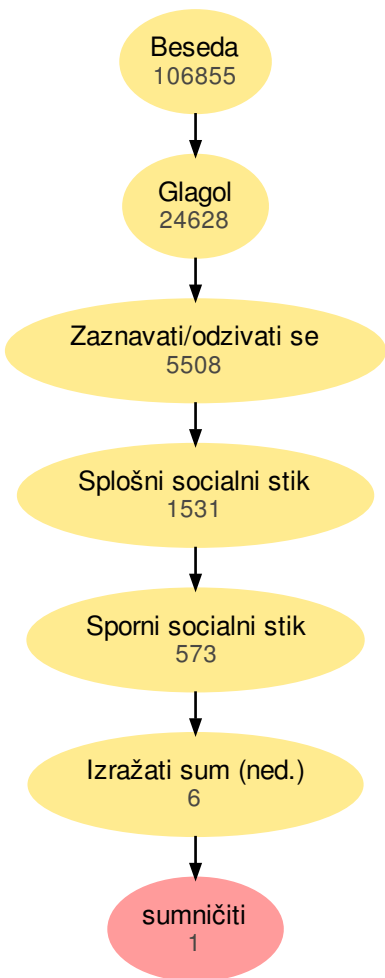 Beseda
106855
Glagol
24628
Zaznavati/odzivati se
5508
Splošni socialni stik
1531
Sporni socialni stik
573
Izražati sum (ned.)
6
sumničiti
1